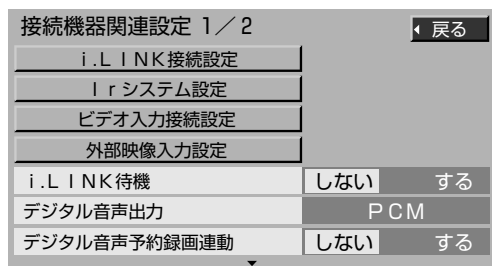 接続機器関連設定 1／2
戻る
i.LINK接続設定
Irシステム設定
ビデオ入力接続設定
外部映像入力設定
i.LINK待機 しない する
デジタル音声出力 PCM
デジタル音声予約録画連動 しない する